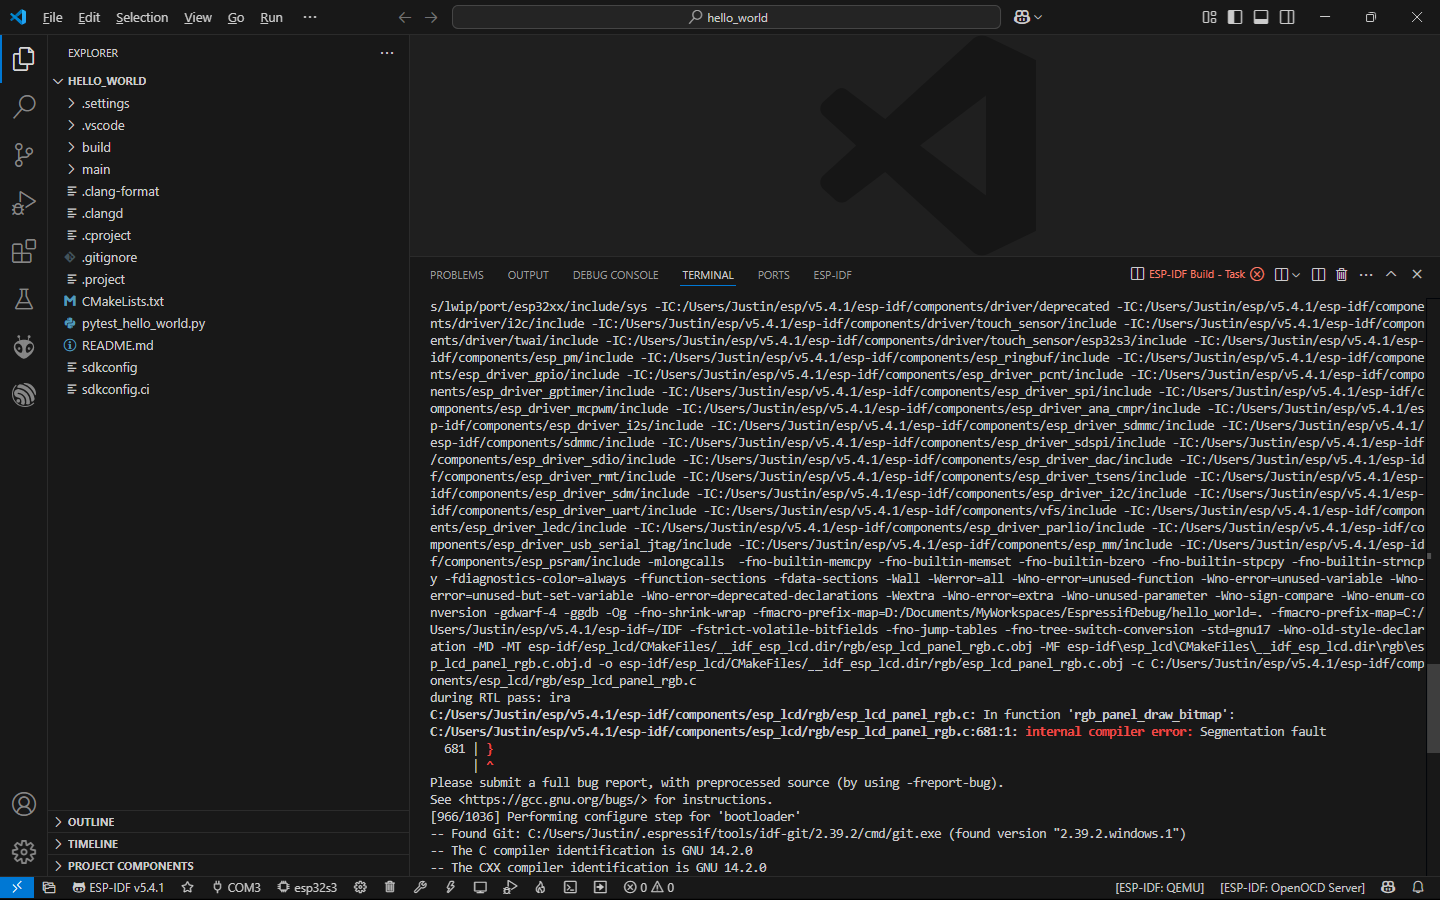 File Edit Selection View Go Run ···
hello_world
EXPLORER
HELLO_WORLD
.settings
.vscode
build
main
.clang-format
.clangd
.cproject
.gitignore
.project
CMakeLists.txt
pytest_hello_world.py
README.md
sdkconfig
sdkconfig.ci
OUTLINE
TIMELINE
PROJECT COMPONENTS
PROBLEMS OUTPUT DEBUG CONSOLE TERMINAL PORTS ESP-IDF
ESP-IDF Build - Task
s/lwip/port/esp32xx/include/sys -IC:/Users/Justin/esp/v5.4.1/esp-idf/components/driver/deprecated -IC:/Users/Justin/esp/v5.4.1/esp-idf/compone
nts/driver/i2c/include -IC:/Users/Justin/esp/v5.4.1/esp-idf/components/driver/touch_sensor/include -IC:/Users/Justin/esp/v5.4.1/esp-idf/compon
ents/driver/twai/include -IC:/Users/Justin/esp/v5.4.1/esp-idf/components/driver/touch_sensor/esp32s3/include -IC:/Users/Justin/esp/v5.4.1/esp-
idf/components/esp_pm/include -IC:/Users/Justin/esp/v5.4.1/esp-idf/components/esp_ringbuf/include -IC:/Users/Justin/esp/v5.4.1/esp-idf/compone
nts/esp_driver_gpio/include -IC:/Users/Justin/esp/v5.4.1/esp-idf/components/esp_driver_pcnt/include -IC:/Users/Justin/esp/v5.4.1/esp-idf/compo
nents/esp_driver_gptimer/include -IC:/Users/Justin/esp/v5.4.1/esp-idf/components/esp_driver_spi/include -IC:/Users/Justin/esp/v5.4.1/esp-idf/c
omponents/esp_driver_mcpwm/include -IC:/Users/Justin/esp/v5.4.1/esp-idf/components/esp_driver_ana_cmpr/include -IC:/Users/Justin/esp/v5.4.1/es
p-idf/components/esp_driver_i2s/include -IC:/Users/Justin/esp/v5.4.1/esp-idf/components/esp_driver_sdmmc/include -IC:/Users/Justin/esp/v5.4.1/
esp-idf/components/sdmmc/include -IC:/Users/Justin/esp/v5.4.1/esp-idf/components/esp_driver_sdspi/include -IC:/Users/Justin/esp/v5.4.1/esp-idf
/components/esp_driver_sdio/include -IC:/Users/Justin/esp/v5.4.1/esp-idf/components/esp_driver_dac/include -IC:/Users/Justin/esp/v5.4.1/esp-id
f/components/esp_driver_rmt/include -IC:/Users/Justin/esp/v5.4.1/esp-idf/components/esp_driver_tsens/include -IC:/Users/Justin/esp/v5.4.1/esp-
idf/components/esp_driver_sdm/include -IC:/Users/Justin/esp/v5.4.1/esp-idf/components/esp_driver_i2c/include -IC:/Users/Justin/esp/v5.4.1/esp-
idf/components/esp_driver_uart/include -IC:/Users/Justin/esp/v5.4.1/esp-idf/components/vfs/include -IC:/Users/Justin/esp/v5.4.1/esp-idf/compon
ents/esp_driver_ledc/include -IC:/Users/Justin/esp/v5.4.1/esp-idf/components/esp_driver_parlio/include -IC:/Users/Justin/esp/v5.4.1/esp-idf/co
mponents/esp_driver_usb_serial_jtag/include -IC:/Users/Justin/esp/v5.4.1/esp-idf/components/esp_mm/include -IC:/Users/Justin/esp/v5.4.1/esp-id
f/components/esp_psram/include -mlongcalls  -fno-builtin-memcpy -fno-builtin-memset -fno-builtin-bzero -fno-builtin-stpcpy -fno-builtin-strncp
y -fdiagnostics-color=always -ffunction-sections -fdata-sections -Wall -Werror=all -Wno-error=unused-function -Wno-error=unused-variable -Wno-
error=unused-but-set-variable -Wno-error=deprecated-declarations -Wextra -Wno-error=extra -Wno-unused-parameter -Wno-sign-compare -Wno-enum-co
nversion -gdwarf-4 -ggdb -Og -fno-shrink-wrap -fmacro-prefix-map=D:/Documents/MyWorkspaces/EspressifDebug/hello_world=. -fmacro-prefix-map=C:/
Users/Justin/esp/v5.4.1/esp-idf=/IDF -fstrict-volatile-bitfields -fno-jump-tables -fno-tree-switch-conversion -std=gnu17 -Wno-old-style-declar
ation -MD -MT esp-idf/esp_lcd/CMakeFiles/__idf_esp_lcd.dir/rgb/esp_lcd_panel_rgb.c.obj -MF esp-idf\esp_lcd\CMakeFiles\__idf_esp_lcd.dir\rgb\es
p_lcd_panel_rgb.c.obj.d -o esp-idf/esp_lcd/CMakeFiles/__idf_esp_lcd.dir/rgb/esp_lcd_panel_rgb.c.obj -c C:/Users/Justin/esp/v5.4.1/esp-idf/comp
onents/esp_lcd/rgb/esp_lcd_panel_rgb.c
during RTL pass: ira
C:/Users/Justin/esp/v5.4.1/esp-idf/components/esp_lcd/rgb/esp_lcd_panel_rgb.c: In function 'rgb_panel_draw_bitmap':
C:/Users/Justin/esp/v5.4.1/esp-idf/components/esp_lcd/rgb/esp_lcd_panel_rgb.c:681:1: internal compiler error: Segmentation fault
681 | }
| ^
Please submit a full bug report, with preprocessed source (by using -freport-bug).
See <https://gcc.gnu.org/bugs/> for instructions.
[966/1036] Performing configure step for 'bootloader'
-- Found Git: C:/Users/Justin/.espressif/tools/idf-git/2.39.2/cmd/git.exe (found version "2.39.2.windows.1")
-- The C compiler identification is GNU 14.2.0
-- The CXX compiler identification is GNU 14.2.0
ESP-IDF v5.4.1 COM3 esp32s3 0 0 [ESP-IDF: QEMU] [ESP-IDF: OpenOCD Server]